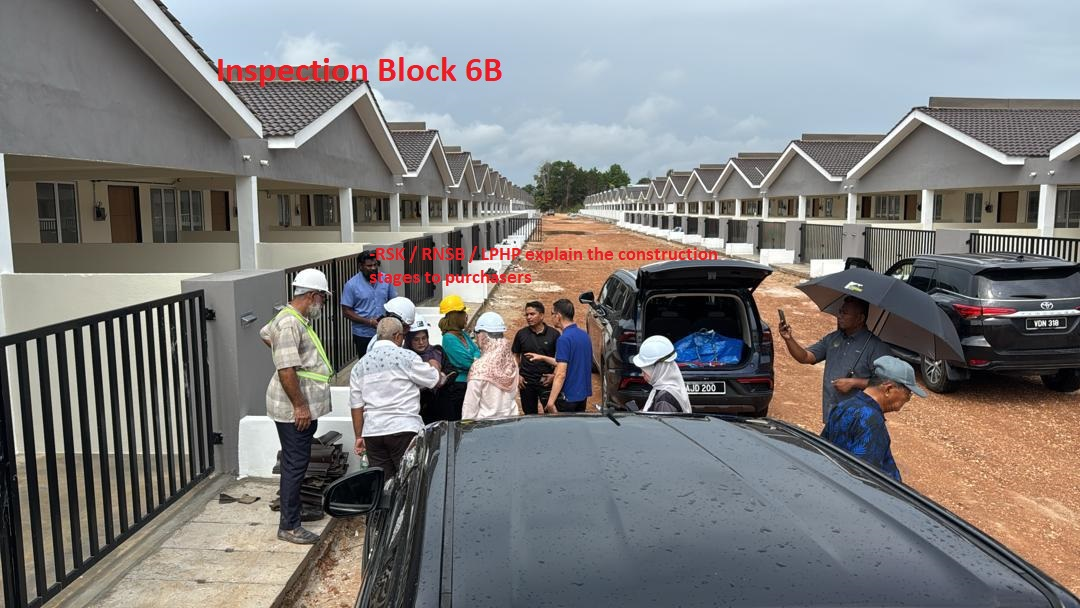 Inspection Block 6B
-RSK / RNSB / LPHP explain the construction
stages to purchasers
AJD 200
VDN 318